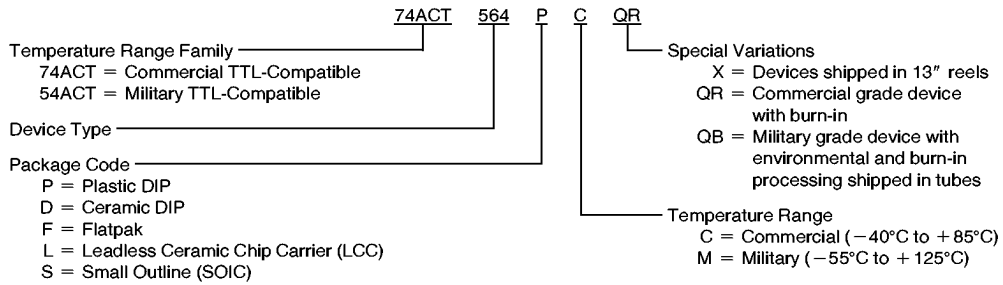 74ACT 564 P C QR
Temperature Range Family
74ACT = Commercial TTL-Compatible
54ACT = Military TTL-Compatible
Device Type
Package Code
P = Plastic DIP
D = Ceramic DIP
F = Flatpak
L = Leadless Ceramic Chip Carrier (LCC)
S = Small Outline (SOIC)
Special Variations
X = Devices shipped in 13″ reels
QR = Commercial grade device
with burn-in
QB = Military grade device with
environmental and burn-in
processing shipped in tubes
Temperature Range
C = Commercial (−40°C to +85°C)
M = Military (−55°C to +125°C)